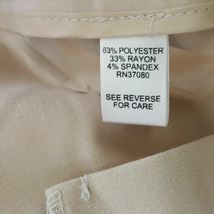 63% POLYESTER
33% RAYON
4% SPANDEX
RN37080
SEE REVERSE
FOR CARE